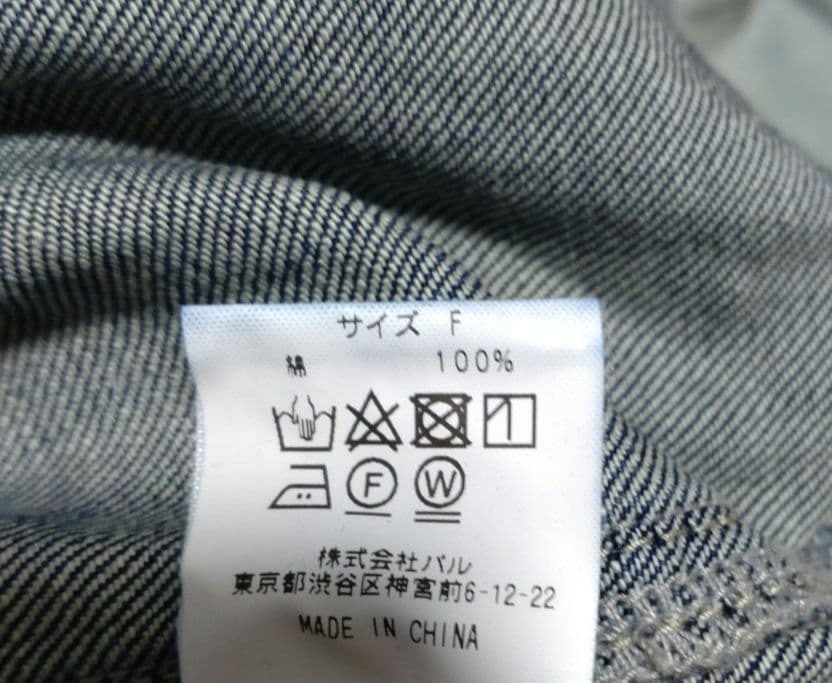 サイズ F
綿 100%
F W
株式会社パル
東京都渋谷区神宮前6-12-22
MADE IN CHINA